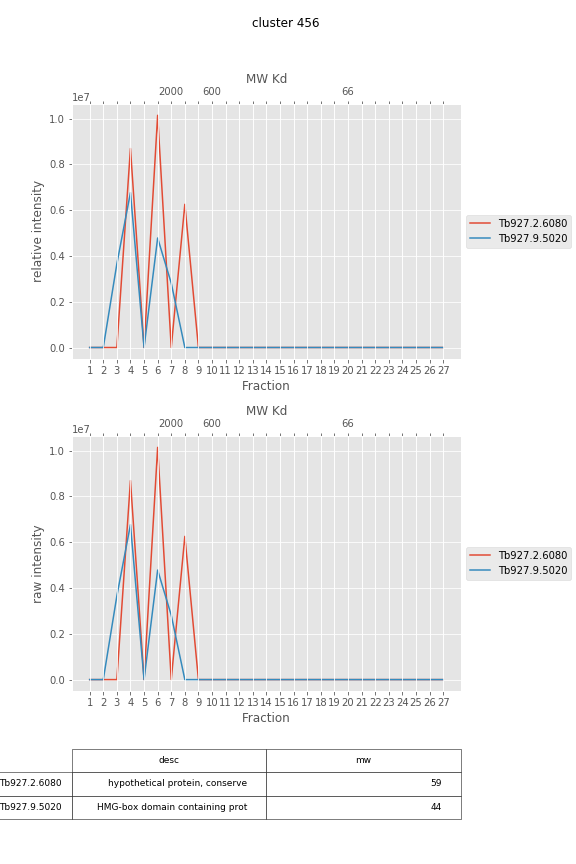 cluster 456
MW Kd
2000 600 66
1e7
1.0
0.8
0.6
0.4
0.2
0.0
relative intensity
1 2 3 4 5 6 7 8 9 10 11 12 13 14 15 16 17 18 19 20 21 22 23 24 25 26 27
Fraction
Tb927.2.6080
Tb927.9.5020
MW Kd
2000 600 66
1e7
1.0
0.8
0.6
0.4
0.2
0.0
raw intensity
1 2 3 4 5 6 7 8 9 10 11 12 13 14 15 16 17 18 19 20 21 22 23 24 25 26 27
Fraction
Tb927.2.6080
Tb927.9.5020
desc mw
Tb927.2.6080 hypothetical protein, conserve 59
Tb927.9.5020 HMG-box domain containing prot 44